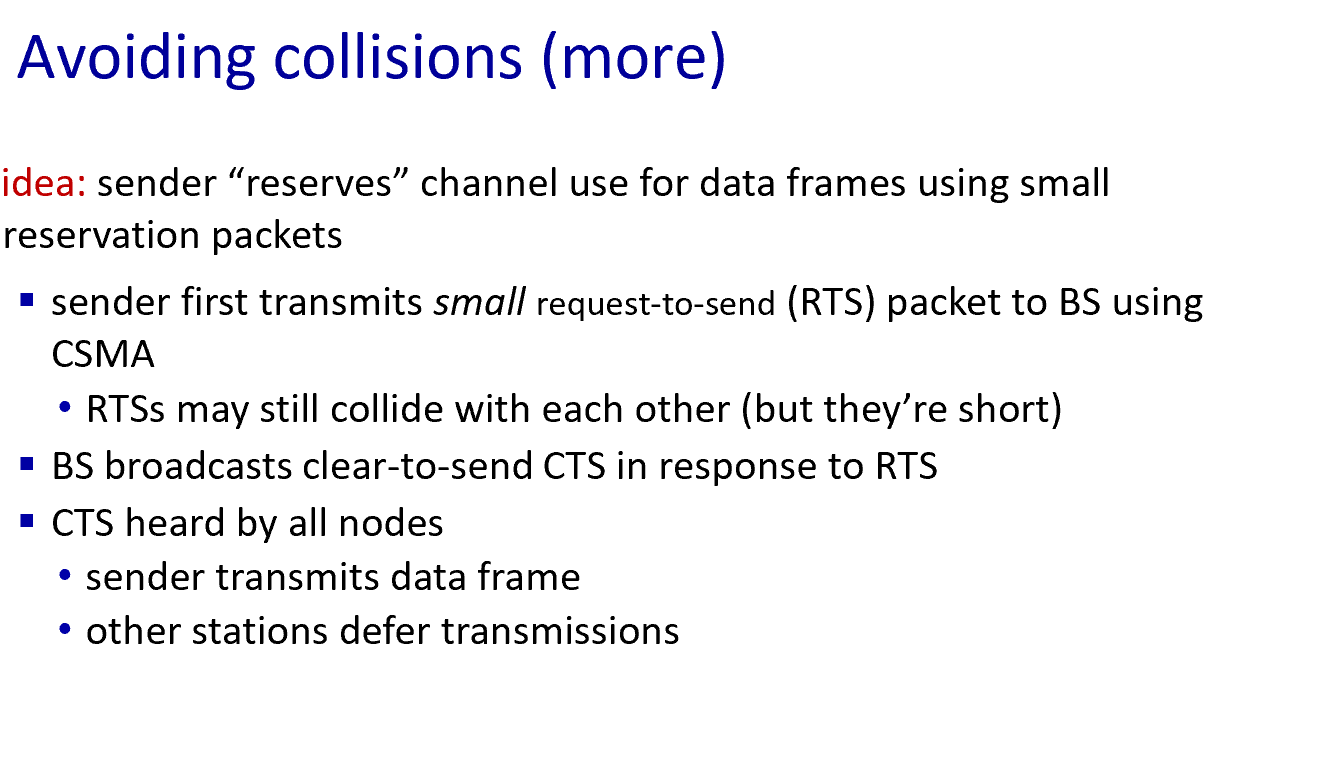 Avoiding collisions (more)
idea: sender “reserves” channel use for data frames using small
reservation packets
▪ sender first transmits small request-to-send (RTS) packet to BS using
CSMA
• RTSs may still collide with each other (but they’re short)
▪ BS broadcasts clear-to-send CTS in response to RTS
▪ CTS heard by all nodes
• sender transmits data frame
• other stations defer transmissions